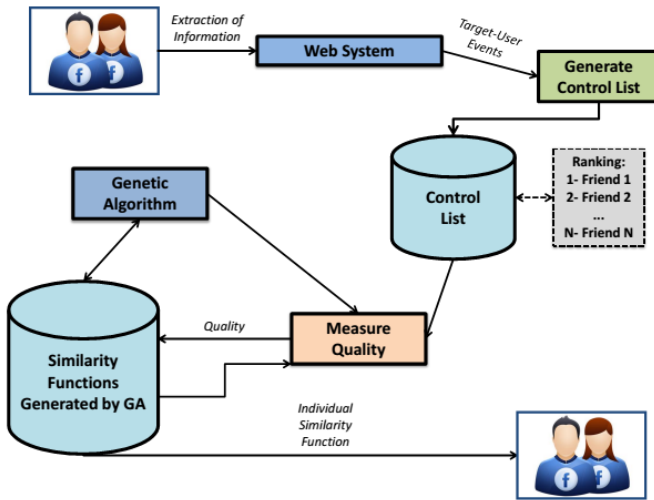 Extraction of
Information
Web System
Target-User
Events
Generate
Control List
f
f
Ranking:
1- Friend 1
2- Friend 2
...
N- Friend N
Control
List
Genetic
Algorithm
Quality
Measure
Quality
Similarity
Functions
Generated by GA
Individual
Similarity
Function
f
f